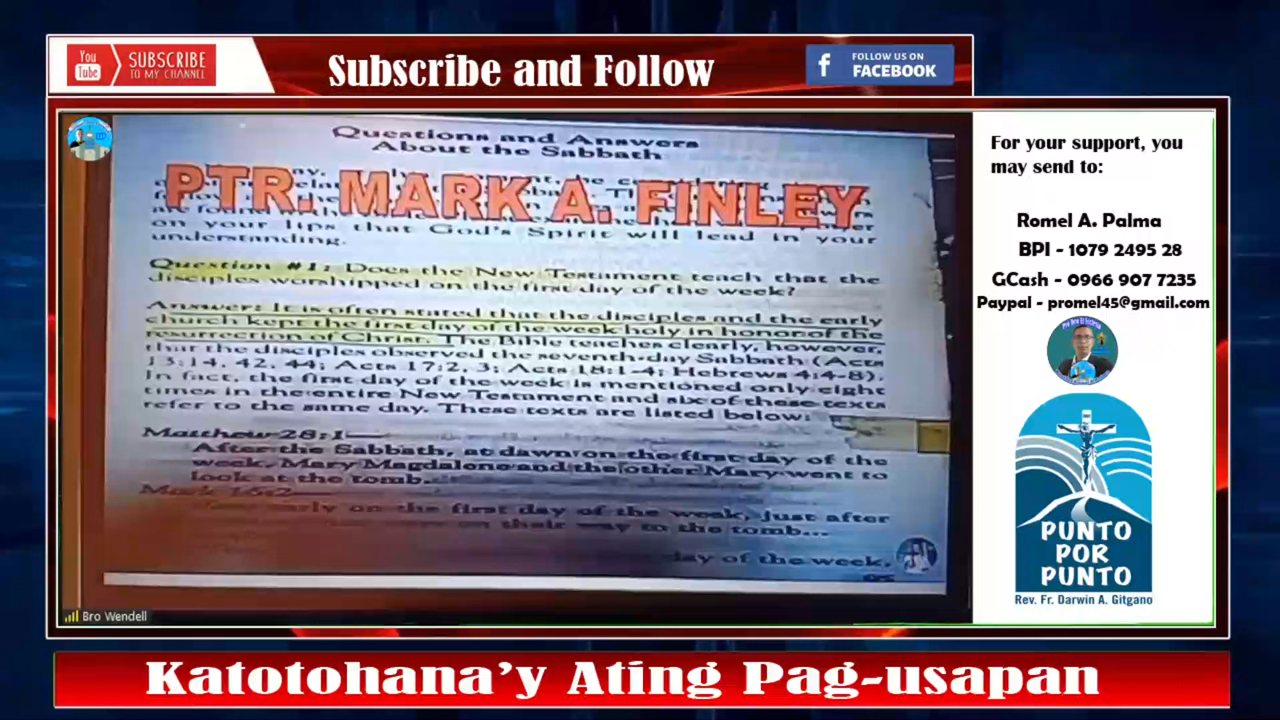 You
Tube
SUBSCRIBE
TO MY CHANNEL
Subscribe and Follow
f
FOLLOW US ON
FACEBOOK
Questions and Answers
About the Sabbath
PTR. MARK A. FINLEY
on your lips that God's Spirit will lead in your
understanding.
Question #1: Does the New Testament teach that the
disciples worshipped on the first day of the week?
Answer: It is often stated that the disciples and the early
church kept the first day of the week holy in honor of the
resurrection of Christ. The Bible teaches clearly, however,
that the disciples observed the seventh-day Sabbath (Acts
13:14, 42, 44; Acts 17:2, 3; Acts 18:1-4; Hebrews 4:4-8).
In fact, the first day of the week is mentioned only eight
times in the entire New Testament and six of these texts
refer to the same day. These texts are listed below:
Matthew 28:1—
After the Sabbath, at dawn on the first day of the
week, Mary Magdalene and the other Mary went to
look at the tomb.
Mark 16:2—
early on the first day of the week, just after
on their way to the tomb...
day of the week,
Bro Wendell
For your support, you
may send to:
Romel A. Palma
BPI - 1079 2495 28
GCash - 0966 907 7235
Paypal - promel45@gmail.com
PUNTO
POR
PUNTO
Rev. Fr. Darwin A. Gitgano
Katotohana'y Ating Pag-usapan